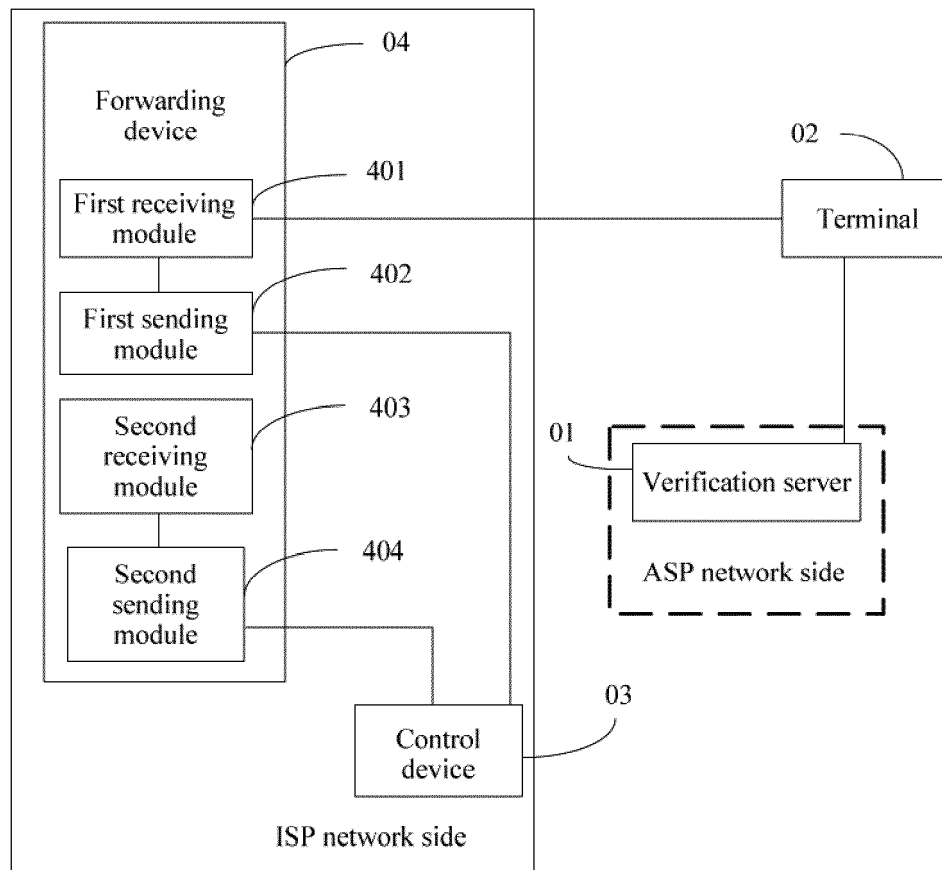 04
Forwarding
device
02
401
First receiving
module
Terminal
402
First sending
module
403
Second
receiving
module
01
Verification server
404
Second
sending
module
ASP network side
03
Control
device
ISP network side